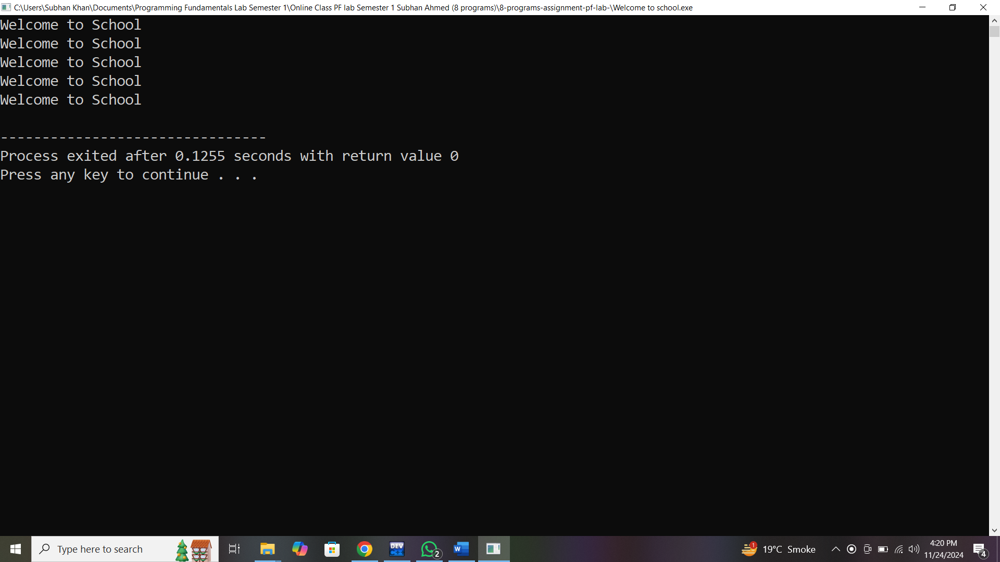 C:\Users\Subhan Khan\Documents\Programming Fundamentals Lab Semester 1\Online Class PF lab Semester 1 Subhan Ahmed (8 programs)\8-programs-assignment-pf-lab-\Welcome to school.exe
Welcome to School
Welcome to School
Welcome to School
Welcome to School
Welcome to School
--------------------------------
Process exited after 0.1255 seconds with return value 0
Press any key to continue . . .
Type here to search
DEV
C++
2
W
1
19°C Smoke
4:20 PM
11/24/2024
4